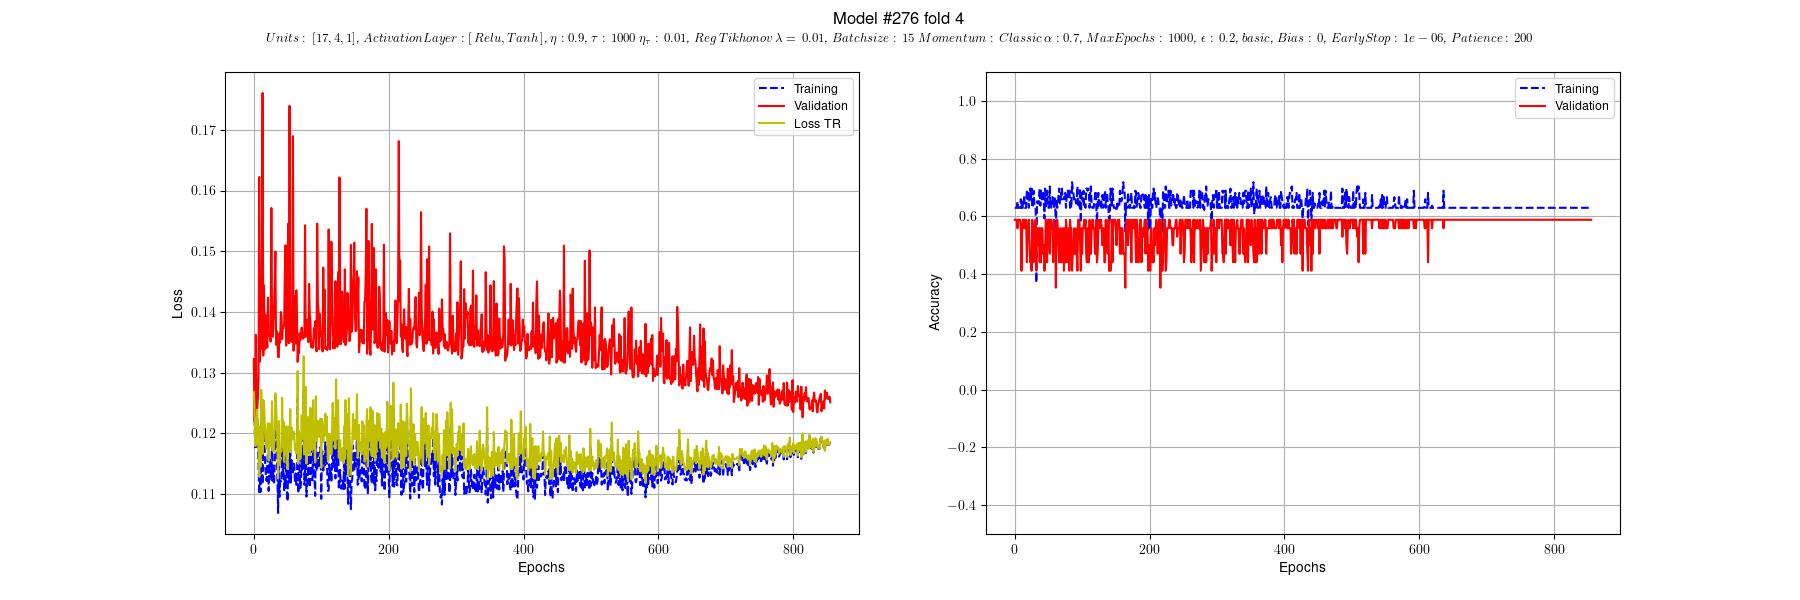 Model #276 fold 4
Units : [17, 4, 1], ActivationLayer : [Relu, Tanh], η : 0.9, τ : 1000 ητ : 0.01, Reg Tikhonov λ = 0.01, Batchsize : 15 Momentum : Classic α : 0.7, MaxEpochs : 1000, ϵ : 0.2, basic, Bias : 0, EarlyStop : 1e − 06, Patience : 200
Training
Validation
Loss TR
0.17
0.16
0.15
0.14
0.13
0.12
0.11
Loss
0 200 400 600 800
Epochs
Training
Validation
1.0
0.8
0.6
0.4
0.2
0.0
−0.2
−0.4
Accuracy
0 200 400 600 800
Epochs